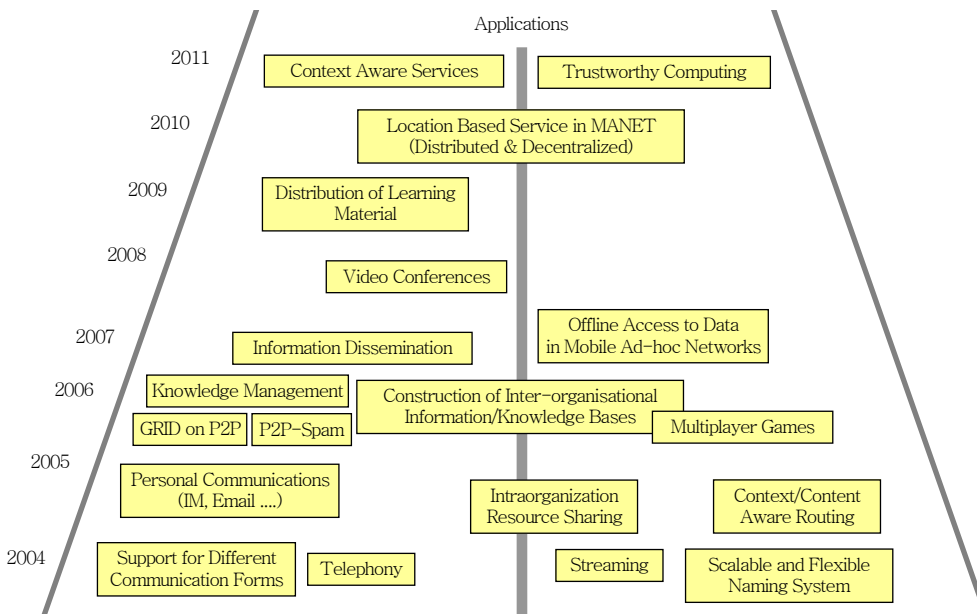 Applications
2011
Context Aware Services
Trustworthy Computing
2010
Location Based Service in MANET
(Distributed & Decentralized)
2009
Distribution of Learning
Material
2008
Video Conferences
2007
Information Dissemination
Offline Access to Data
in Mobile Ad-hoc Networks
2006
Knowledge Management
Construction of Inter-organisational
Information/Knowledge Bases
GRID on P2P
P2P-Spam
Multiplayer Games
2005
Personal Communications
(IM, Email ....)
Intraorganization
Resource Sharing
Context/Content
Aware Routing
2004
Support for Different
Communication Forms
Telephony
Streaming
Scalable and Flexible
Naming System